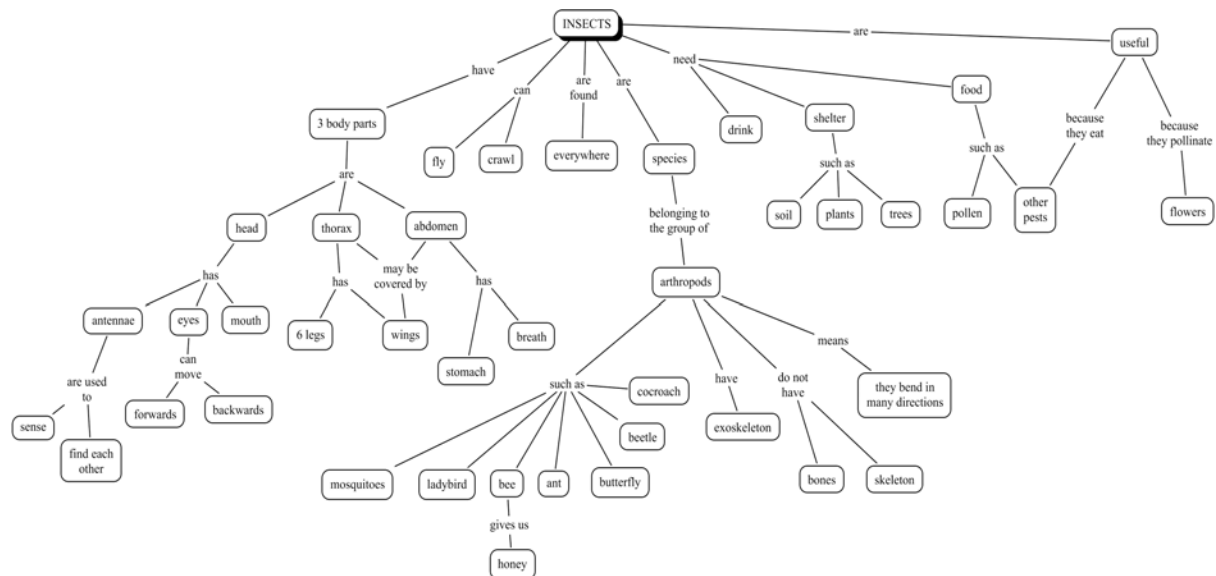 INSECTS
are
useful
have
can
are
found
are
need
food
3 body parts
fly
crawl
everywhere
species
drink
shelter
because
they eat
because
they pollinate
such as
such as
are
soil
plants
trees
pollen
other
pests
flowers
head
thorax
abdomen
belonging to
the group of
has
has
may be
covered by
has
arthropods
antennae
eyes
mouth
6 legs
wings
breath
stomach
can
move
are used
to
forwards
backwards
sense
find each
other
such as
cocroach
have
do not
have
means
they bend in
many directions
beetle
exoskeleton
mosquitoes
ladybird
bee
ant
butterfly
bones
skeleton
gives us
honey